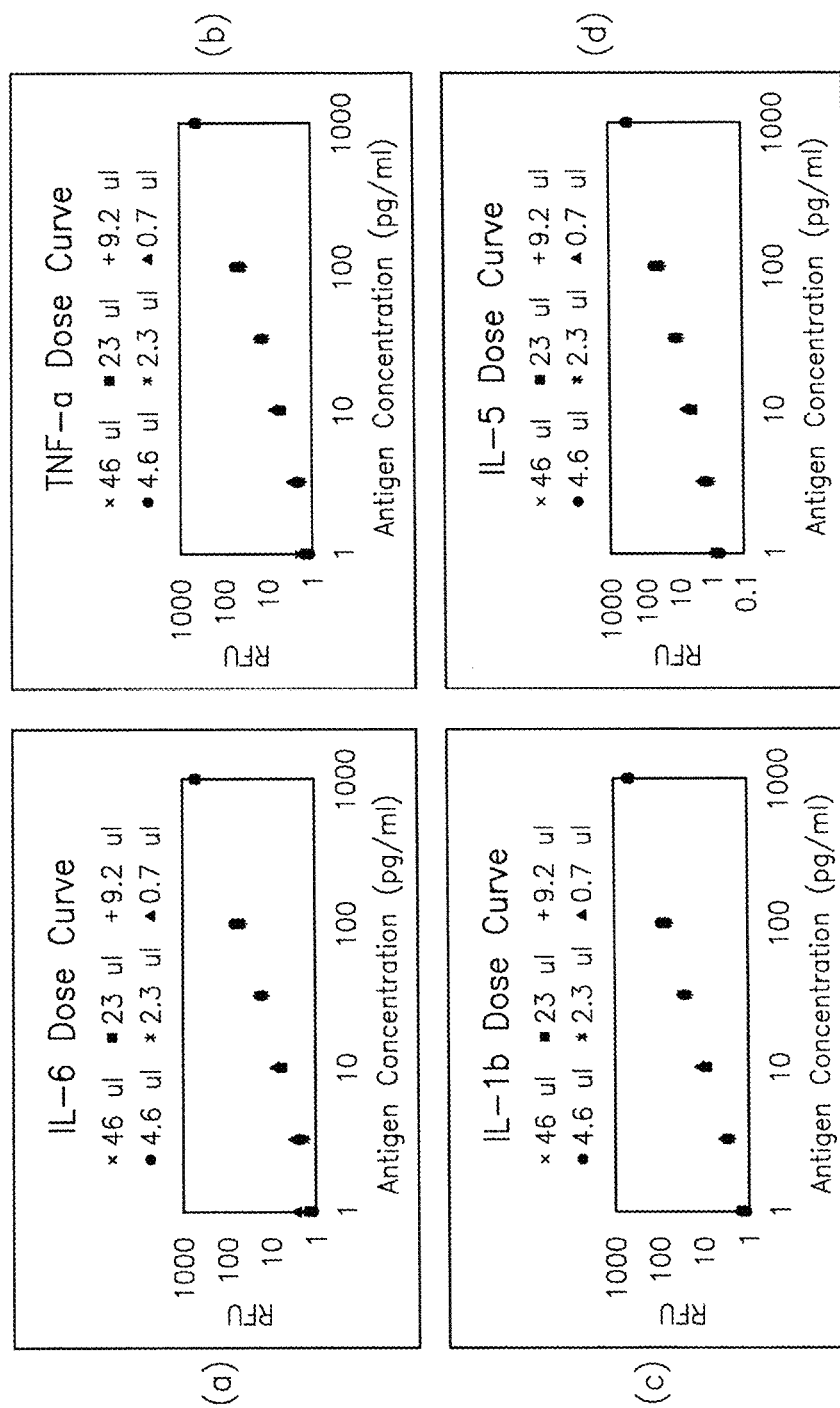 (a)
IL-6 Dose Curve
×46 ul ■23 ul +9.2 ul
●4.6 ul *2.3 ul ▲0.7 ul
1000
100
10
1
RFU
1 10 100 1000
Antigen Concentration (pg/ml)
(b)
TNF-a Dose Curve
×46 ul ■23 ul +9.2 ul
●4.6 ul *2.3 ul ▲0.7 ul
1000
100
10
1
RFU
1 10 100 1000
Antigen Concentration (pg/ml)
(c)
IL-1b Dose Curve
×46 ul ■23 ul +9.2 ul
●4.6 ul *2.3 ul ▲0.7 ul
1000
100
10
1
RFU
1 10 100 1000
Antigen Concentration (pg/ml)
(d)
IL-5 Dose Curve
×46 ul ■23 ul +9.2 ul
●4.6 ul *2.3 ul ▲0.7 ul
1000
100
10
1
0.1
RFU
1 10 100 1000
Antigen Concentration (pg/ml)